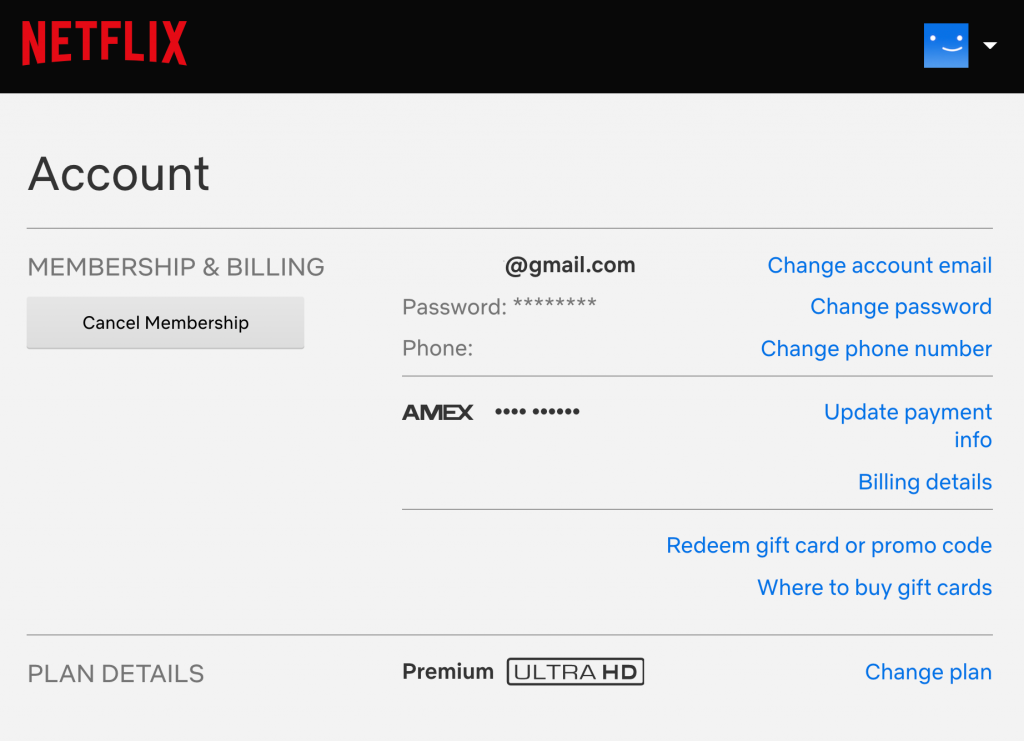 NETFLIX
Account
MEMBERSHIP & BILLING
Cancel Membership
@gmail.com
Change account email
Password: ********
Change password
Phone:
Change phone number
AMEX •••• ••••••
Update payment
info
Billing details
Redeem gift card or promo code
Where to buy gift cards
PLAN DETAILS
Premium ULTRA HD
Change plan